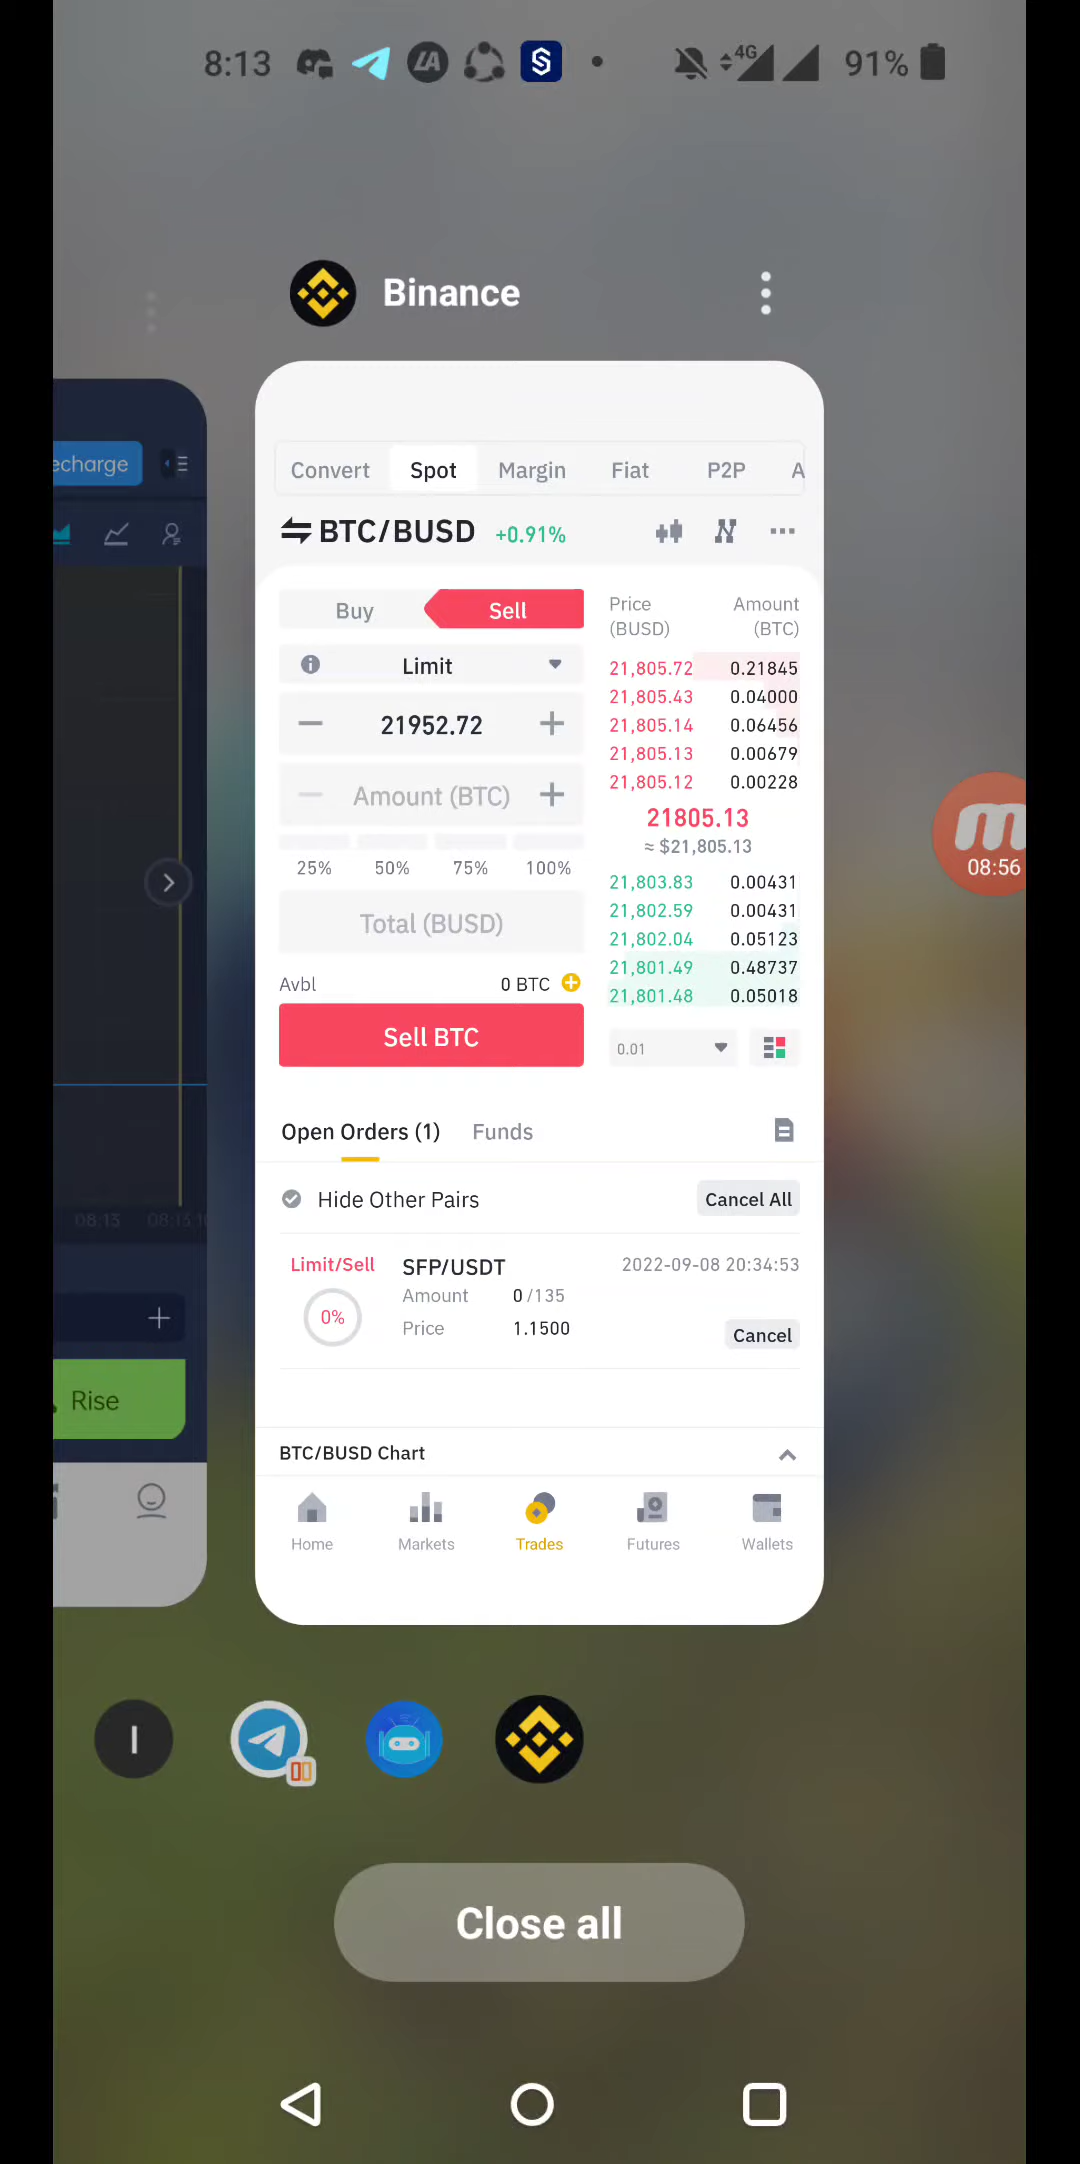 8:13 4G 91%
Binance
echarge
Convert Spot Margin Fiat P2P A
BTC/BUSD +0.91%
Buy Sell
Price (BUSD) Amount (BTC)
Limit
21,805.72 0.21845
21,805.43 0.04000
21952.72
21,805.14 0.06456
21,805.13 0.00679
21,805.12 0.00228
Amount (BTC)
21805.13
≈ $21,805.13
25% 50% 75% 100%
21,803.83 0.00431
21,802.59 0.00431
Total (BUSD)
21,802.04 0.05123
21,801.49 0.48737
Avbl 0 BTC
21,801.48 0.05018
Sell BTC
0.01
08:56
Open Orders (1) Funds
Hide Other Pairs Cancel All
08:13 08:13:10
Limit/Sell SFP/USDT 2022-09-08 20:34:53
Amount 0 /135
0%
Price 1.1500
Cancel
Rise
BTC/BUSD Chart
Home Markets Trades Futures Wallets
Close all